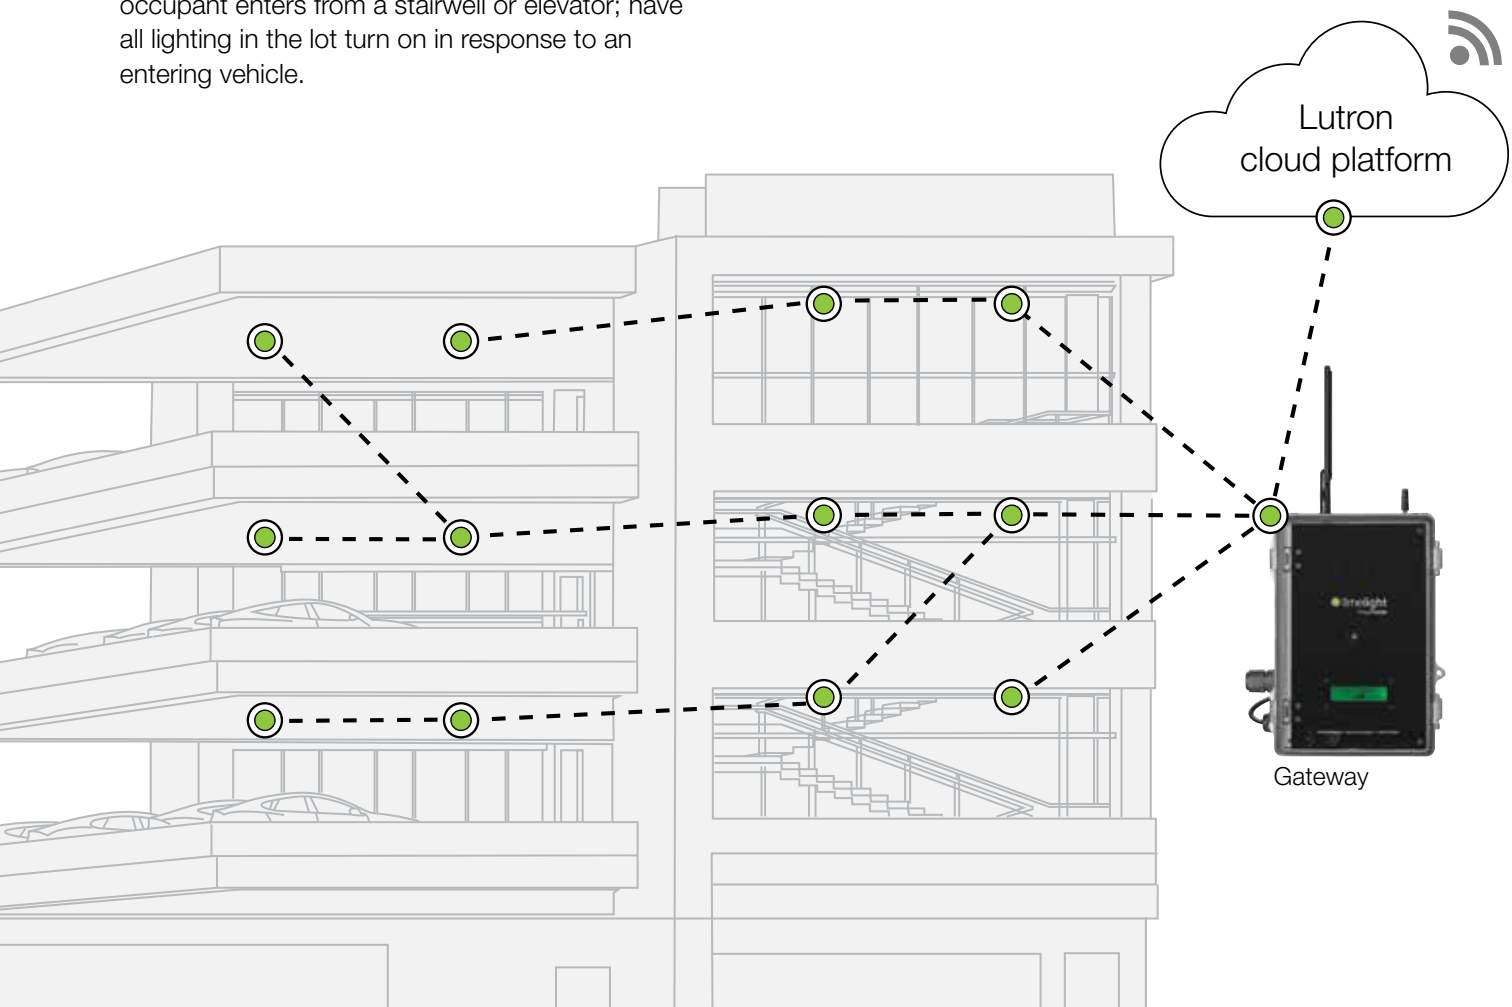 occupant enters from a stairwell or elevator; have
all lighting in the lot turn on in response to an
entering vehicle.
Lutron
cloud platform
limelight
Gateway